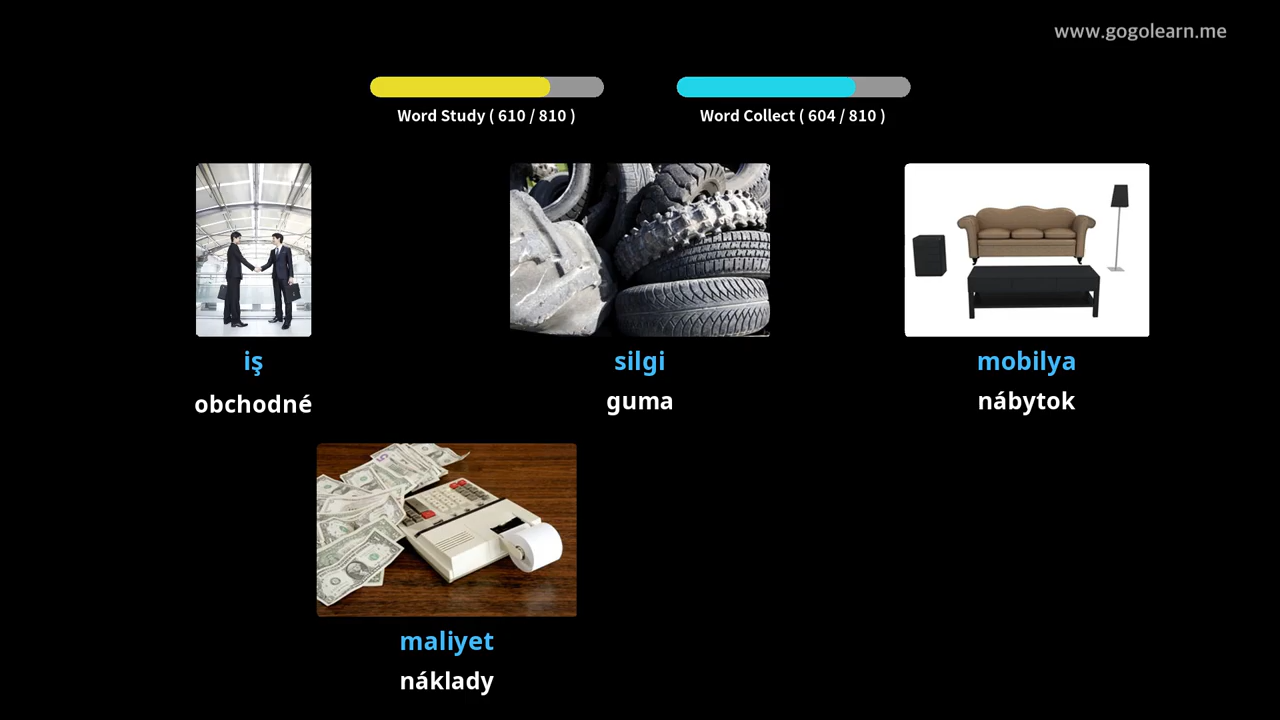 www.gogolearn.me
Word Study ( 610 / 810 )
Word Collect ( 604 / 810 )
iş
obchodné
silgi
guma
mobilya
nábytok
maliyet
náklady